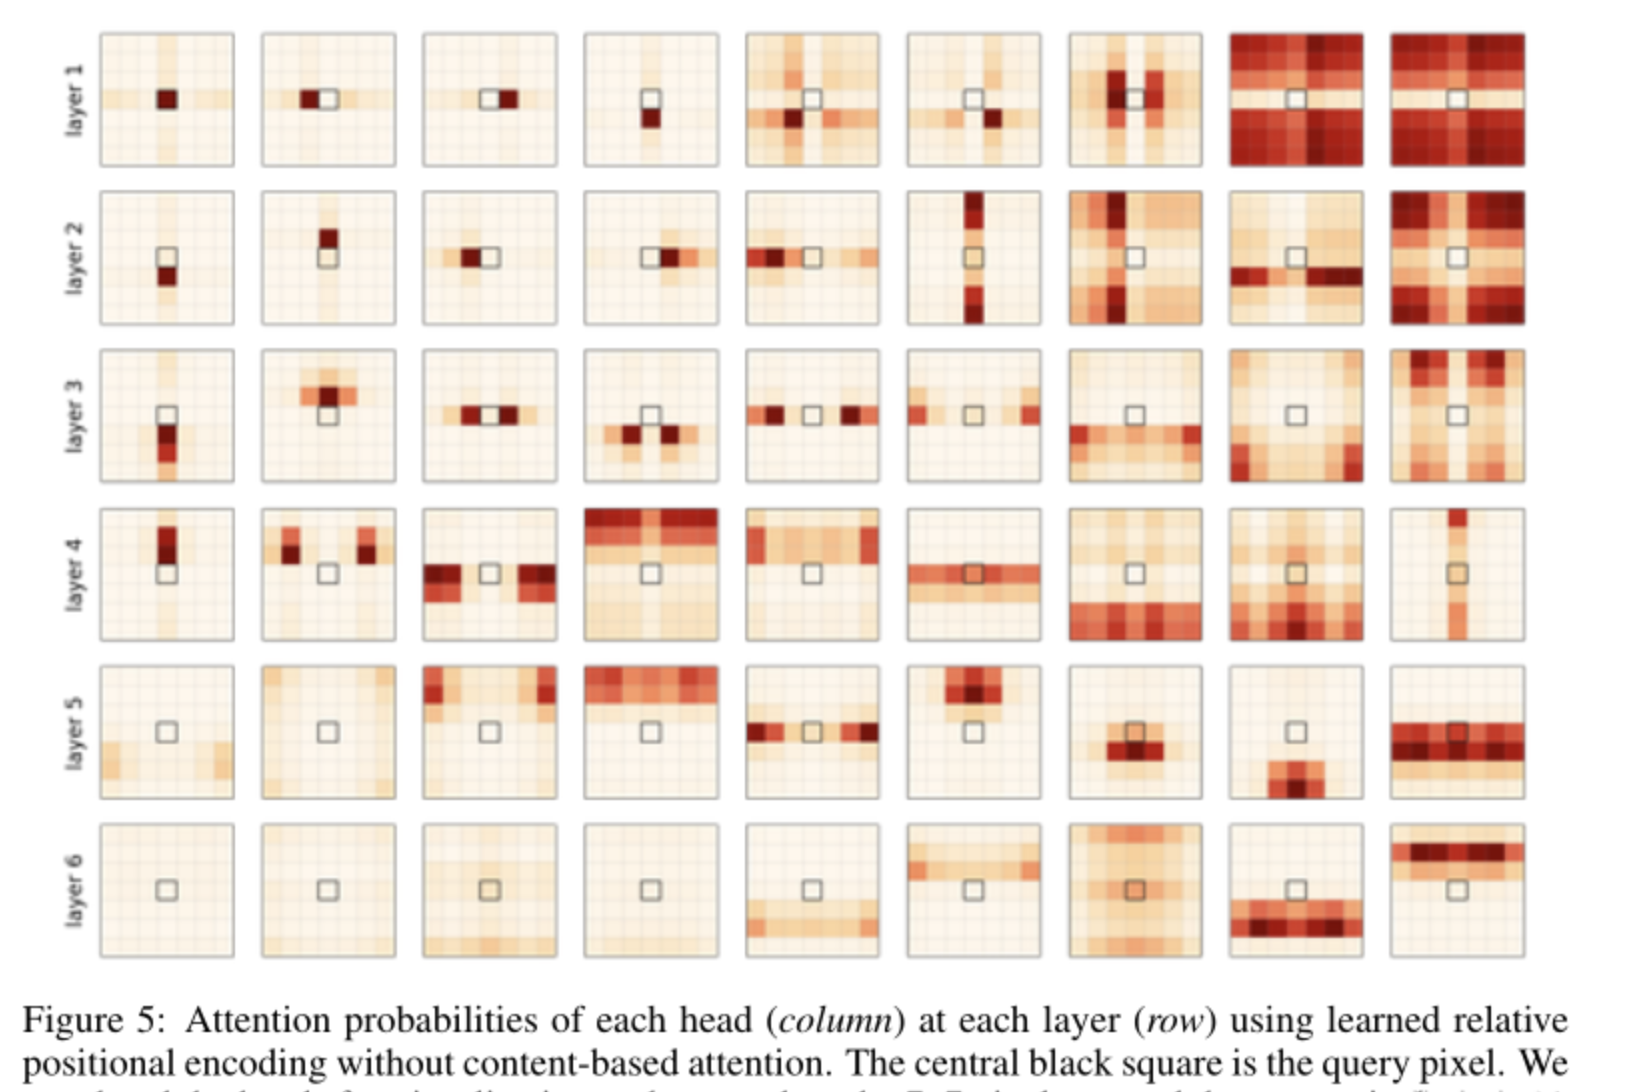 layer 1
layer 2
layer 3
layer 4
layer 5
layer 6
Figure 5: Attention probabilities of each head (column) at each layer (row) using learned relative
positional encoding without content-based attention. The central black square is the query pixel. We